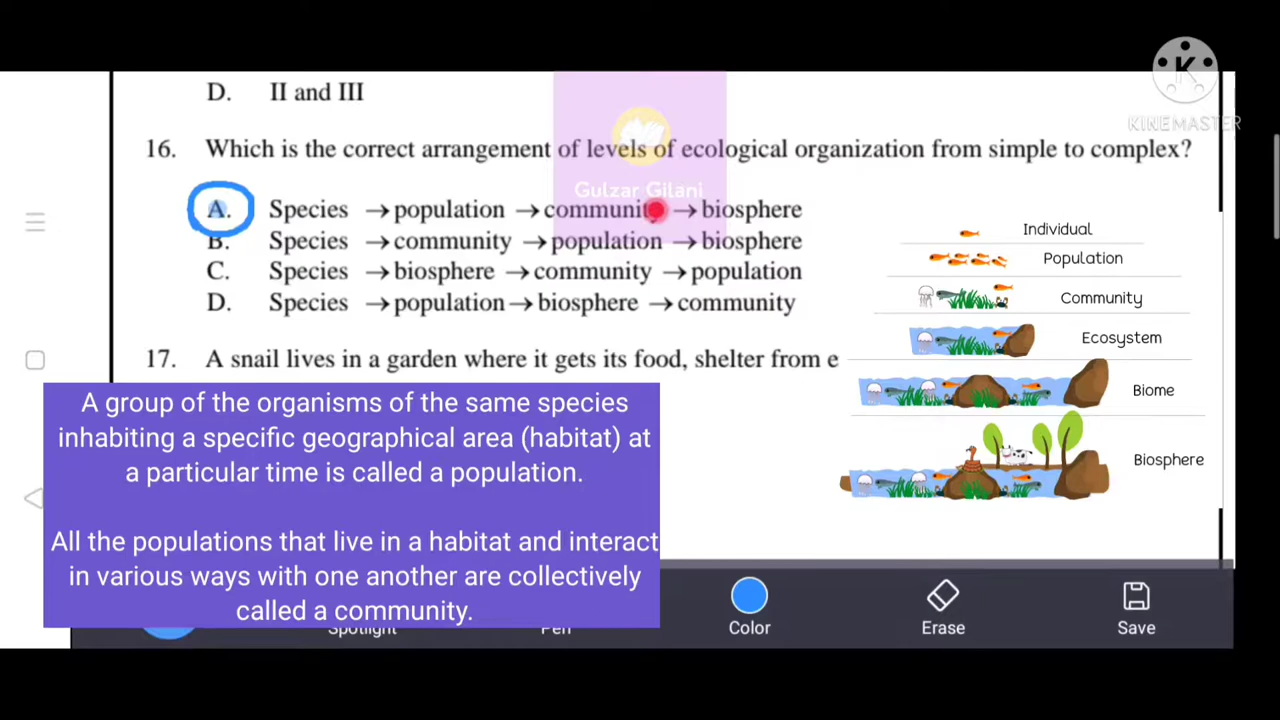 D. II and III
KINEMASTER
16. Which is the correct arrangement of levels of ecological organization from simple to complex?
Gulzar Gilani
A. Species → population → community → biosphere
B. Species → community → population → biosphere
C. Species → biosphere → community → population
D. Species → population → biosphere → community
Individual
Population
Community
Ecosystem
Biome
Biosphere
17. A snail lives in a garden where it gets its food, shelter from e
A group of the organisms of the same species
inhabiting a specific geographical area (habitat) at
a particular time is called a population.
All the populations that live in a habitat and interact
in various ways with one another are collectively
called a community.
Spotlight Pen Color Erase Save